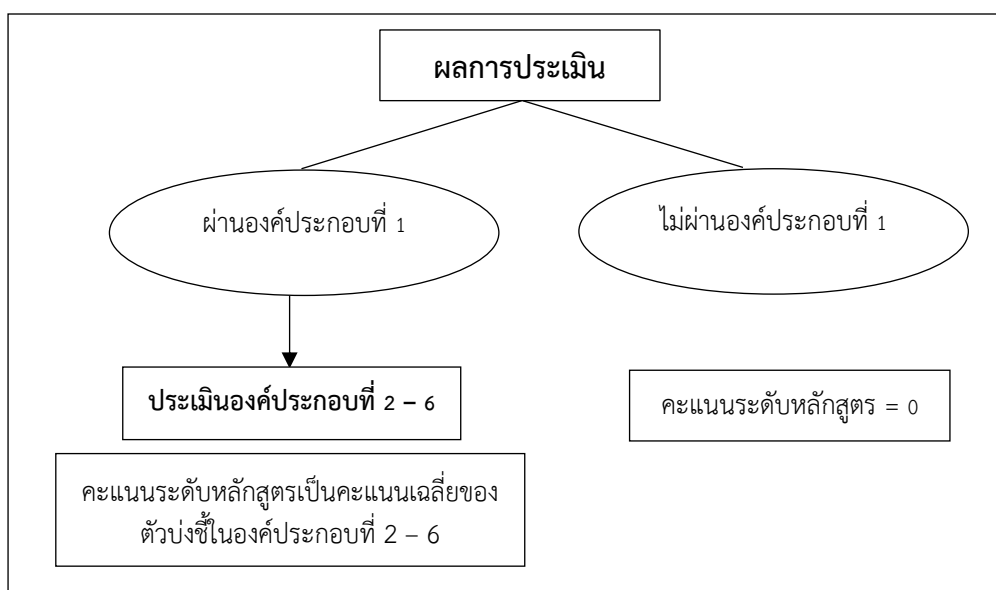 ผลการประเมิน
ผ่านองค์ประกอบที่ 1
ไม่ผ่านองค์ประกอบที่ 1
ประเมินองค์ประกอบที่ 2 – 6
คะแนนระดับหลักสูตร = 0
คะแนนระดับหลักสูตรเป็นคะแนนเฉลี่ยของ
ตัวบ่งชี้ในองค์ประกอบที่ 2 – 6